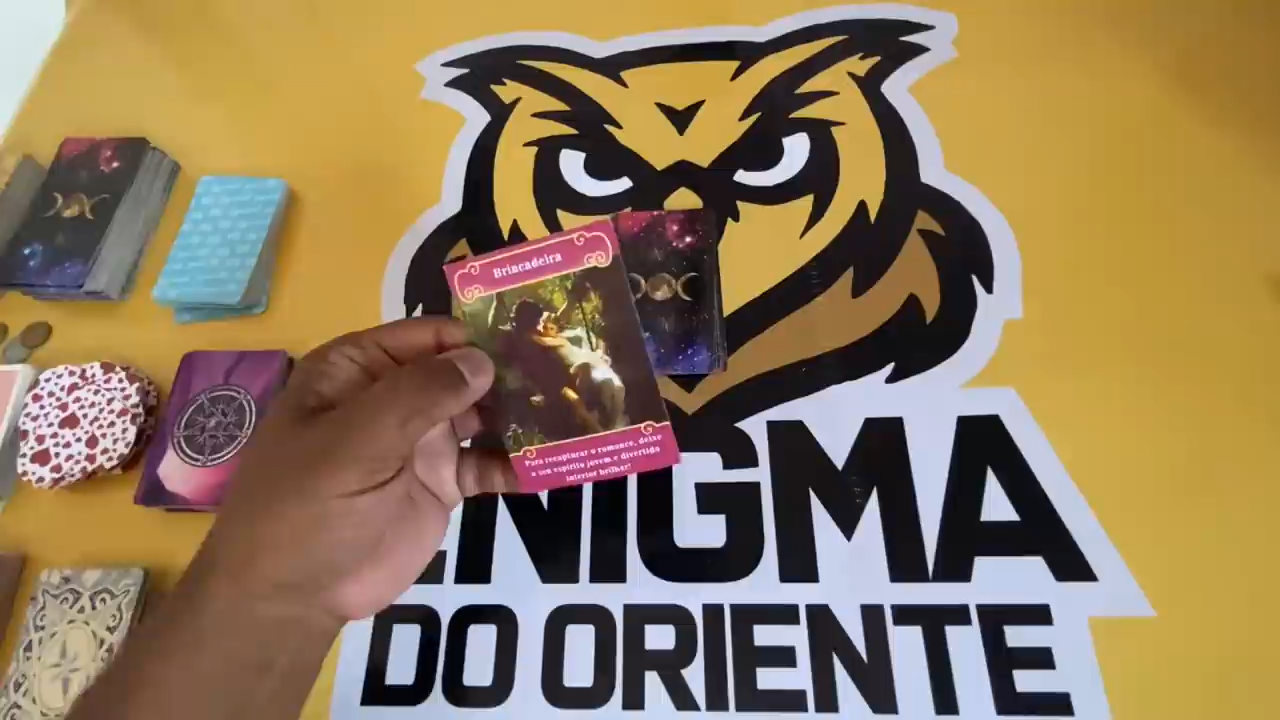 Brincadeira
Para recapturar o romance, deixe
o seu espírito jovem e divertido
interior brilhar!
ENIGMA
DO ORIENTE